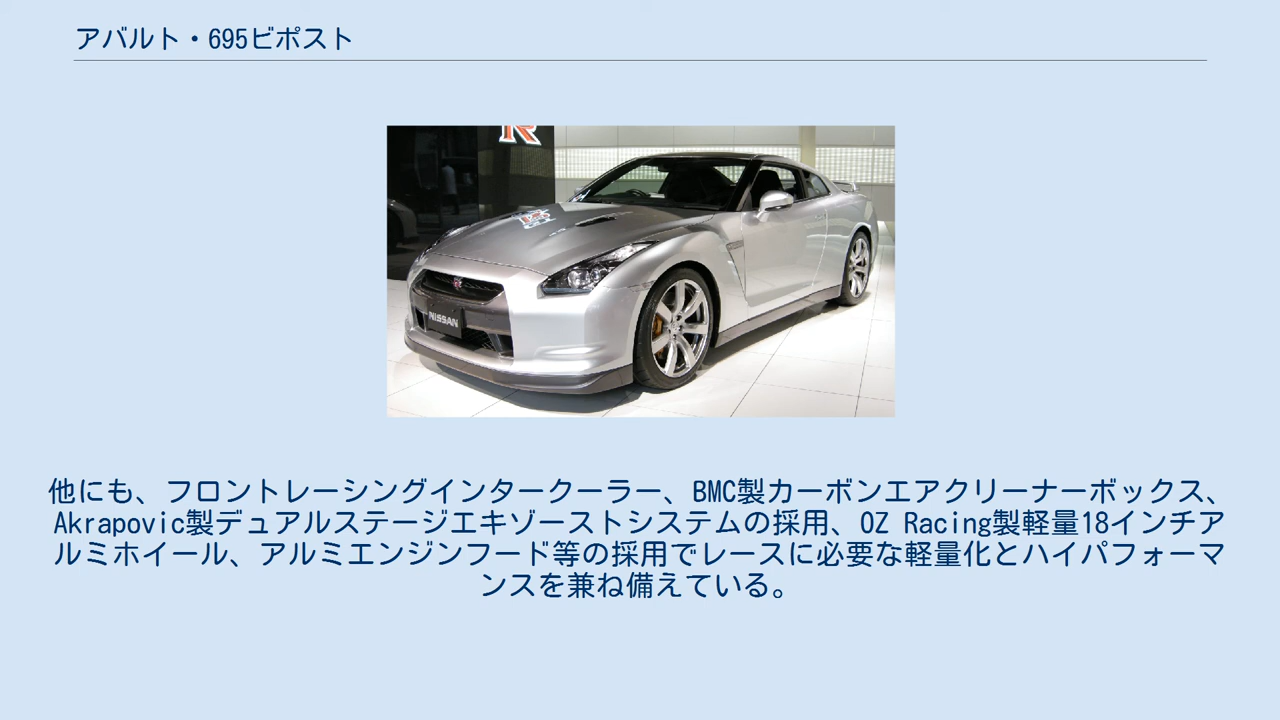 アバルト・695ビポスト
R
NISSAN
他にも、フロントレーシングインタークーラー、BMC製カーボンエアクリーナーボックス、
Akrapovic製デュアルステージエキゾーストシステムの採用、OZ Racing製軽量18インチア
ルミホイール、アルミエンジンフード等の採用でレースに必要な軽量化とハイパフォーマ
ンスを兼ね備えている。